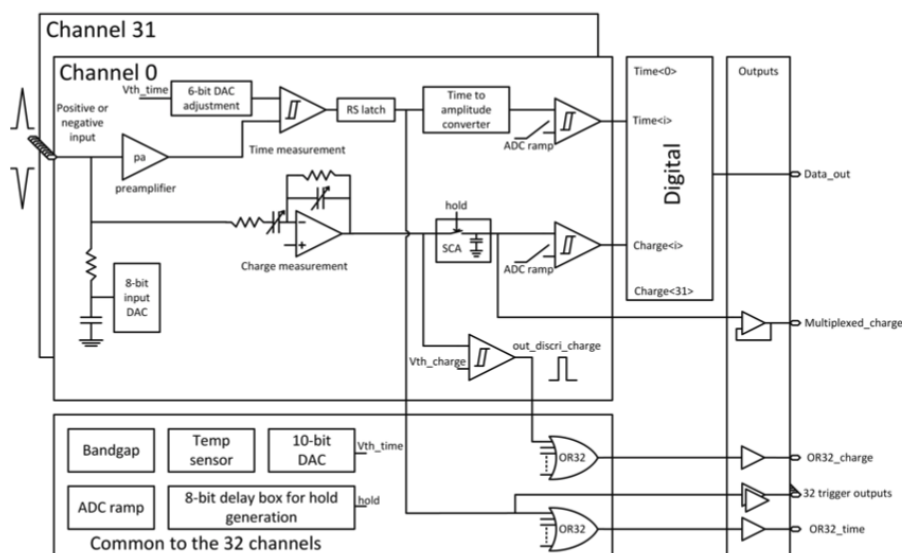 Channel 31
Channel 0
Vth_time
6-bit DAC
adjustment
RS latch
Time to
amplitude
converter
ADC ramp
Positive or
negative
input
pa
preamplifier
Time measurement
hold
SCA
ADC ramp
Charge measurement
8-bit
input
DAC
Vth_charge
out_discri_charge
Time<0>
Time<i>
Digital
Charge<i>
Charge<31>
Outputs
Data_out
Multiplexed_charge
Bandgap
Temp
sensor
10-bit
DAC
Vth_time
ADC ramp
8-bit delay box for hold
generation
hold
Common to the 32 channels
OR32
OR32
OR32_charge
32 trigger outputs
OR32_time